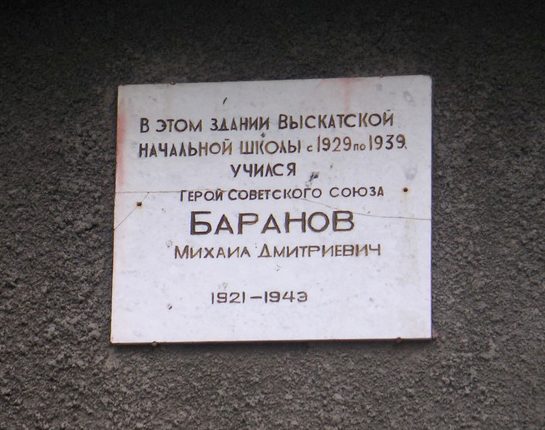 В ЭТОМ ЗДАНИИ ВЫСКАТСКОЙ
НАЧАЛЬНОЙ ШКОЛЫ с 1929 по 1939.
УЧИЛСЯ
ГЕРОЙ СОВЕТСКОГО СОЮЗА
БАРАНОВ
МИХАИЛ ДМИТРИЕВИЧ
1921-1943